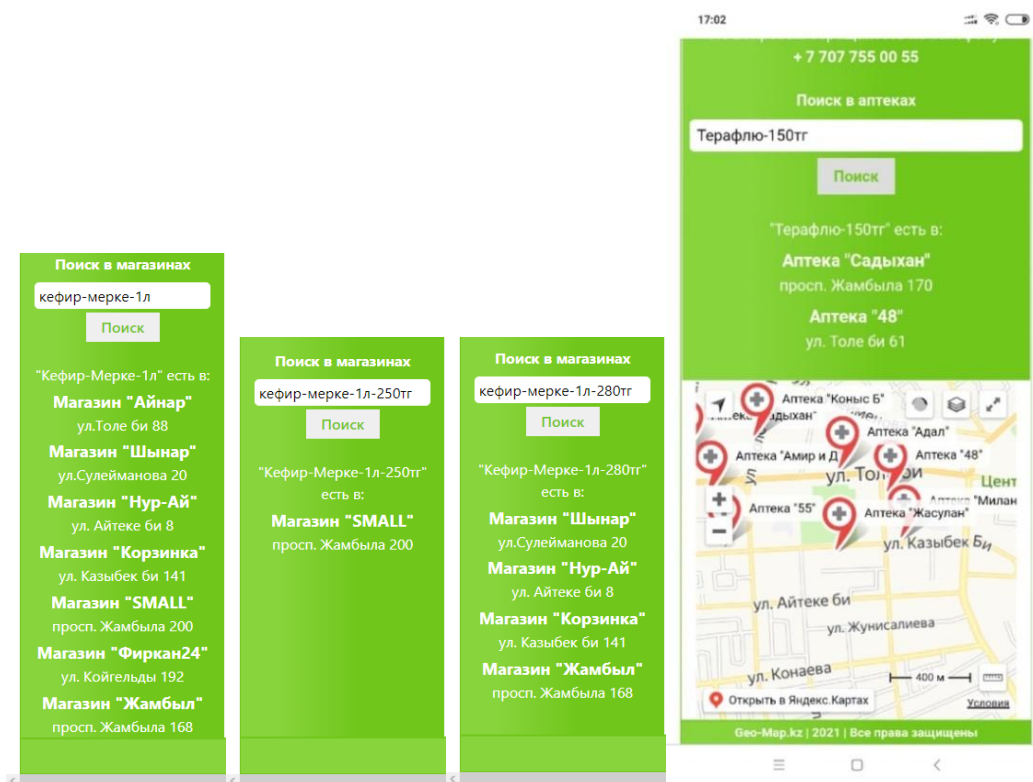 Поиск в магазинах
кефир-мерке-1л
Поиск
"Кефир-Мерке-1л" есть в:
Магазин "Айнар"
ул.Толе би 88
Магазин "Шынар"
ул.Сулейманова 20
Магазин "Нур-Ай"
ул. Айтеке би 8
Магазин "Корзинка"
ул. Казыбек би 141
Магазин "SMALL"
просп. Жамбыла 200
Магазин "Фиркан24"
ул. Койгельды 192
Магазин "Жамбыл"
просп. Жамбыла 168
Поиск в магазинах
кефир-мерке-1л-250тг
Поиск
"Кефир-Мерке-1л-250тг"
есть в:
Магазин "SMALL"
просп. Жамбыла 200
Поиск в магазинах
кефир-мерке-1л-280тг
Поиск
"Кефир-Мерке-1л-280тг"
есть в:
Магазин "Шынар"
ул.Сулейманова 20
Магазин "Нур-Ай"
ул. Айтеке би 8
Магазин "Корзинка"
ул. Казыбек би 141
Магазин "Жамбыл"
просп. Жамбыла 168
17:02
+ 7 707 755 00 55
Поиск в аптеках
Терафлю-150тг
Поиск
"Терафлю-150тг" есть в:
Аптека "Садыхан"
просп. Жамбыла 170
Аптека "48"
ул. Толе би 61
Аптека "Коныс Б"
Аптека "Адал"
Аптека "Амир и Д
Аптека "48"
ул.
Цент
"Милан
Аптека "55"
Аптека "Жасулан"
ул. Казыбек Би
ул. Айтеке би
ул. Жунисалиева
ул. Конаева
400 м
Открыть в Яндекс.Картах
Условия
Geo-Map.kz | 2021 | Все права защищены